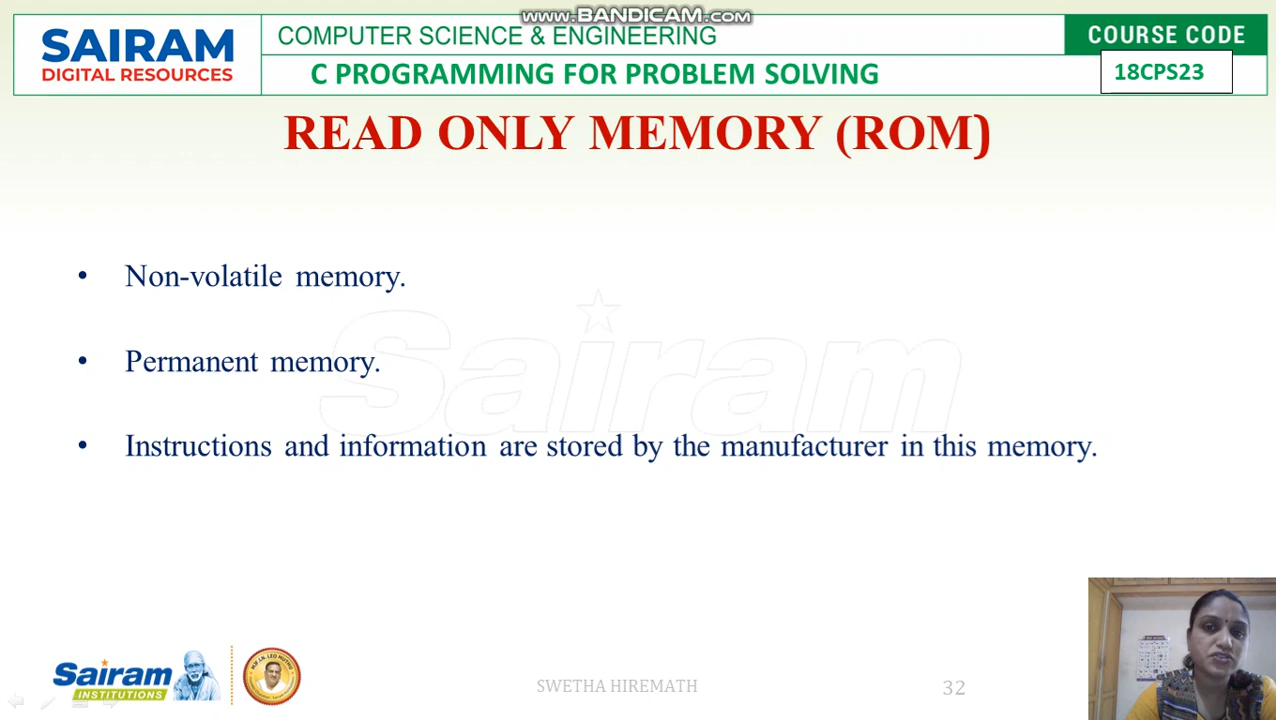 www.BANDICAM.com
SAIRAM
DIGITAL RESOURCES
COMPUTER SCIENCE & ENGINEERING
COURSE CODE
C PROGRAMMING FOR PROBLEM SOLVING
18CPS23
READ ONLY MEMORY (ROM)
• Non-volatile memory.
• Permanent memory.
• Instructions and information are stored by the manufacturer in this memory.
Sairam
Sairam
INSTITUTIONS
SWETHA HIREMATH
32